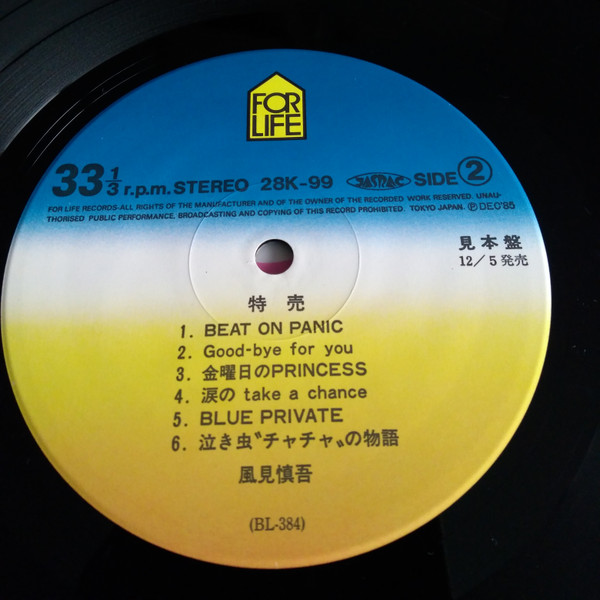 FOR
LIFE
33 1/3 r.p.m. STEREO 28K-99 JASRAC SIDE ②
FOR LIFE RECORDS-ALL RIGHTS OF THE MANUFACTURER AND OF THE OWNER OF THE RECORDED WORK RESERVED. UNAU-
THORISED PUBLIC PERFORMANCE, BROADCASTING AND COPYING OF THIS RECORD PROHIBITED. TOKYO JAPAN. ℗DEC'85
見本盤
12/5発売
特売
1. BEAT ON PANIC
2. Good-bye for you
3. 金曜日のPRINCESS
4. 涙の take a chance
5. BLUE PRIVATE
6. 泣き虫〝チャチャ〟の物語
風見慎吾
(BL-384)